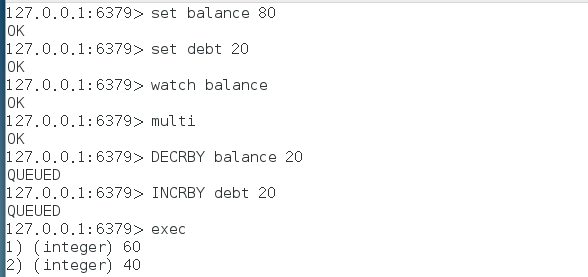 127.0.0.1:6379> set balance 80
OK
127.0.0.1:6379> set debt 20
OK
127.0.0.1:6379> watch balance
OK
127.0.0.1:6379> multi
OK
127.0.0.1:6379> DECRBY balance 20
QUEUED
127.0.0.1:6379> INCRBY debt 20
QUEUED
127.0.0.1:6379> exec
1) (integer) 60
2) (integer) 40